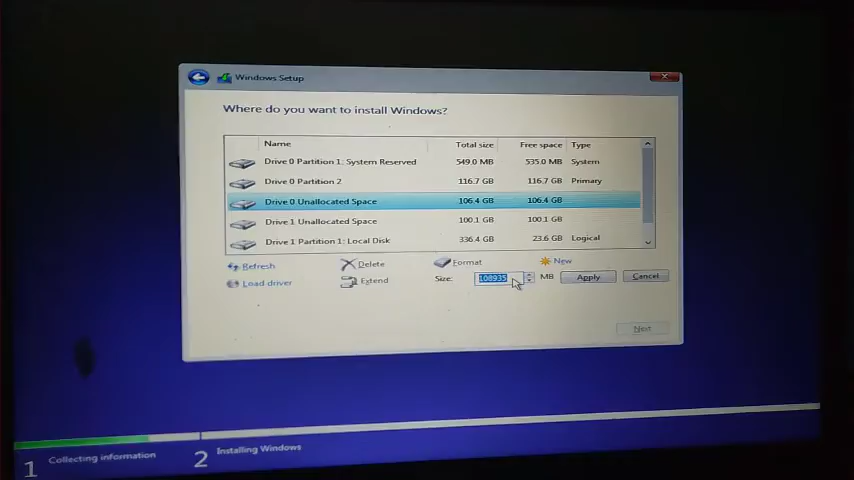 Windows Setup
Where do you want to install Windows?
Name Total size Free space Type
Drive 0 Partition 1: System Reserved 549.0 MB 535.0 MB System
Drive 0 Partition 2 116.7 GB 116.7 GB Primary
Drive 0 Unallocated Space 106.4 GB 106.4 GB
Drive 1 Unallocated Space 100.1 GB 100.1 GB
Drive 1 Partition 1: Local Disk 336.4 GB 23.6 GB Logical
Refresh Delete Format New
Load driver Extend Size: 108935 MB Apply Cancel
Next
1 Collecting information 2 Installing Windows